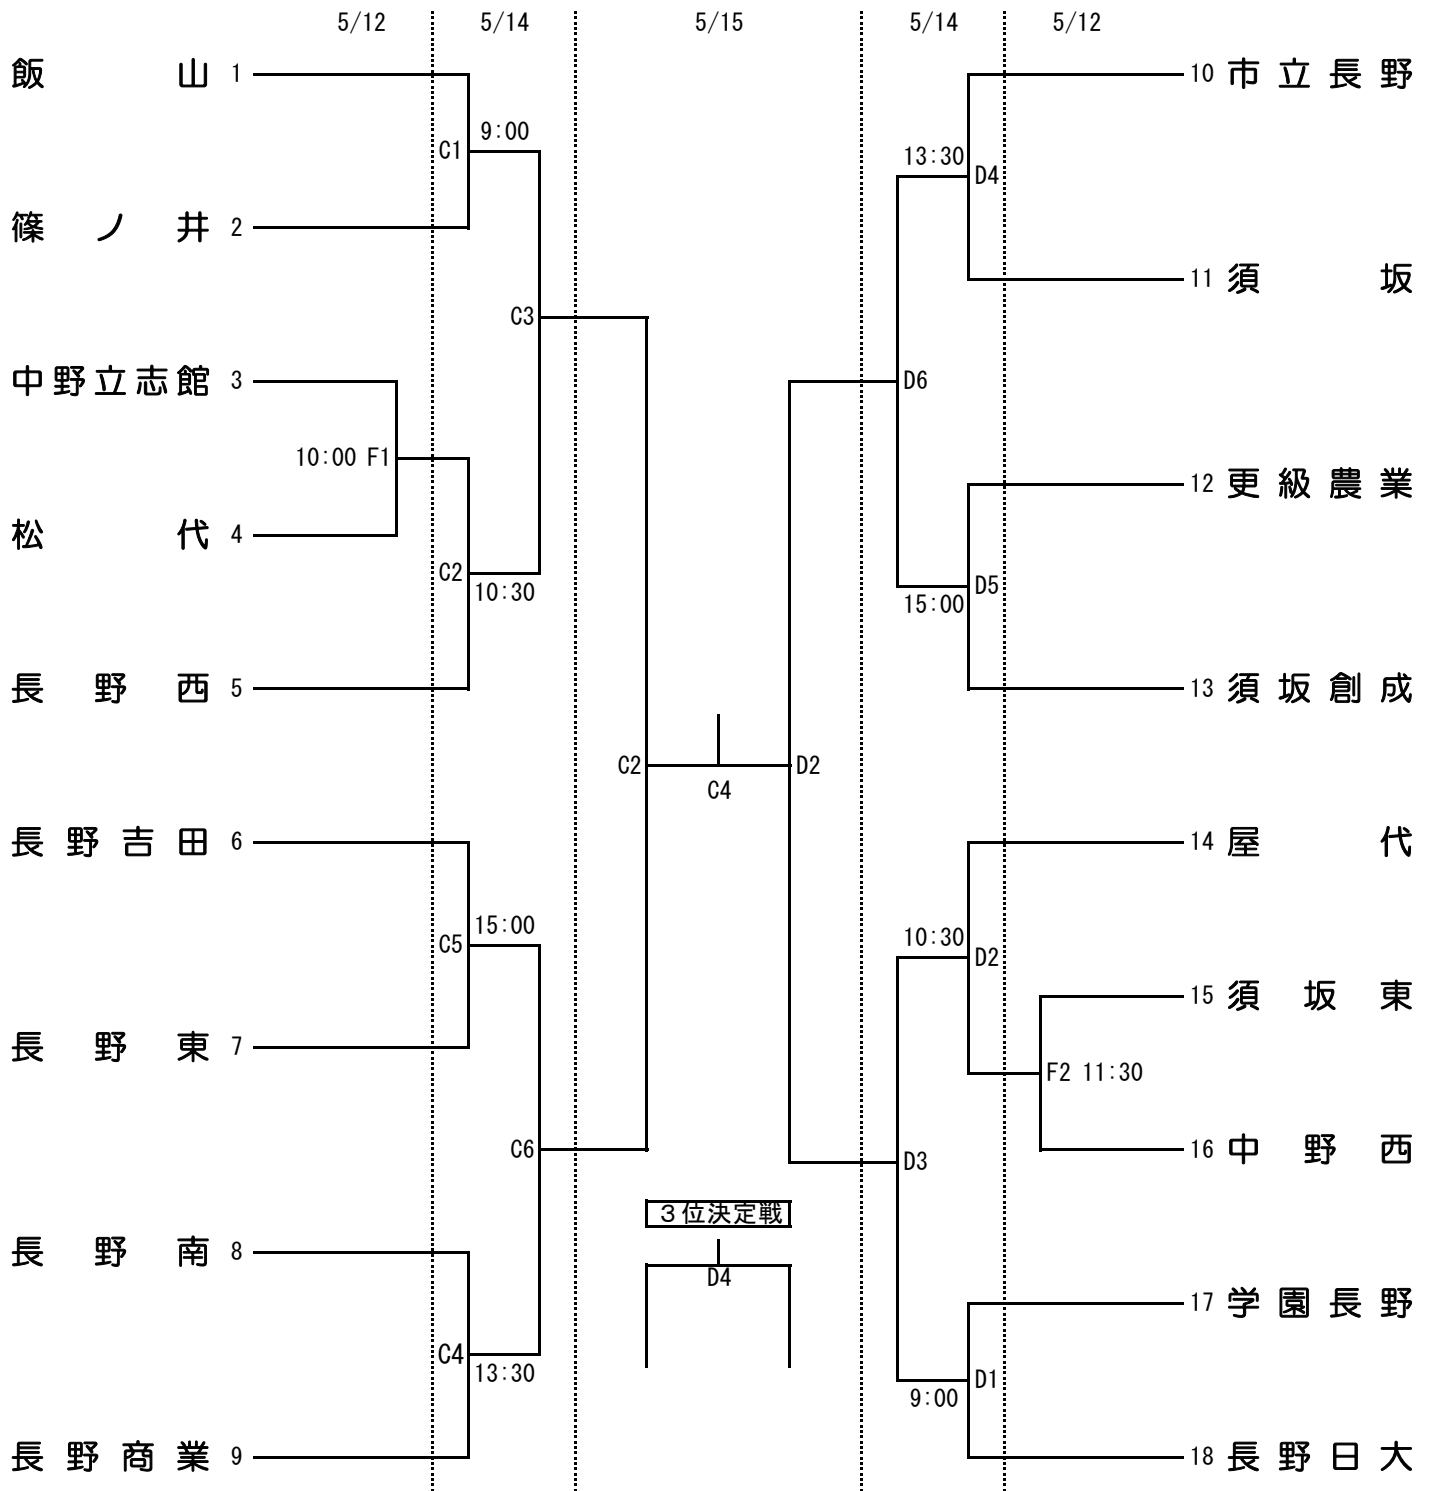 5/12 5/14 5/15 5/14 5/12
飯山 1
10 市立長野
9:00
C1
13:30
D4
篠ノ井 2
11 須坂
C3
中野立志館 3
D6
10:00 F1
12 更級農業
松代 4
C2
10:30
D5
15:00
長野西 5
13 須坂創成
C2
D2
C4
長野吉田 6
14 屋代
15:00
C5
10:30
D2
15 須坂東
長野東 7
F2 11:30
C6
D3
16 中野西
3位決定戦
長野南 8
D4
17 学園長野
C4
13:30
D1
9:00
長野商業 9
18 長野日大